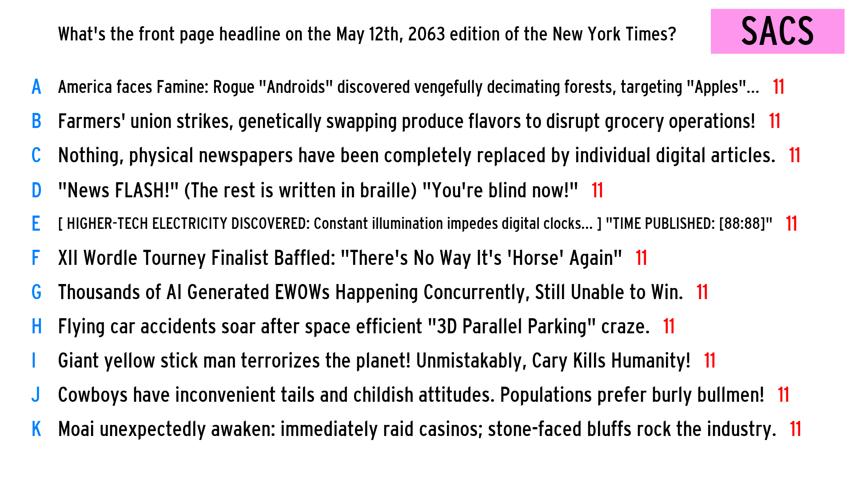 What's the front page headline on the May 12th, 2063 edition of the New York Times?
SACS
A America faces Famine: Rogue "Androids" discovered vengefully decimating forests, targeting "Apples"... 11
B Farmers' union strikes, genetically swapping produce flavors to disrupt grocery operations! 11
C Nothing, physical newspapers have been completely replaced by individual digital articles. 11
D "News FLASH!" (The rest is written in braille) "You're blind now!" 11
E [ HIGHER-TECH ELECTRICITY DISCOVERED: Constant illumination impedes digital clocks... ] "TIME PUBLISHED: [88:88]" 11
F XII Wordle Tourney Finalist Baffled: "There's No Way It's 'Horse' Again" 11
G Thousands of AI Generated EWOWs Happening Concurrently, Still Unable to Win. 11
H Flying car accidents soar after space efficient "3D Parallel Parking" craze. 11
I Giant yellow stick man terrorizes the planet! Unmistakably, Cary Kills Humanity! 11
J Cowboys have inconvenient tails and childish attitudes. Populations prefer burly bullmen! 11
K Moai unexpectedly awaken: immediately raid casinos; stone-faced bluffs rock the industry. 11